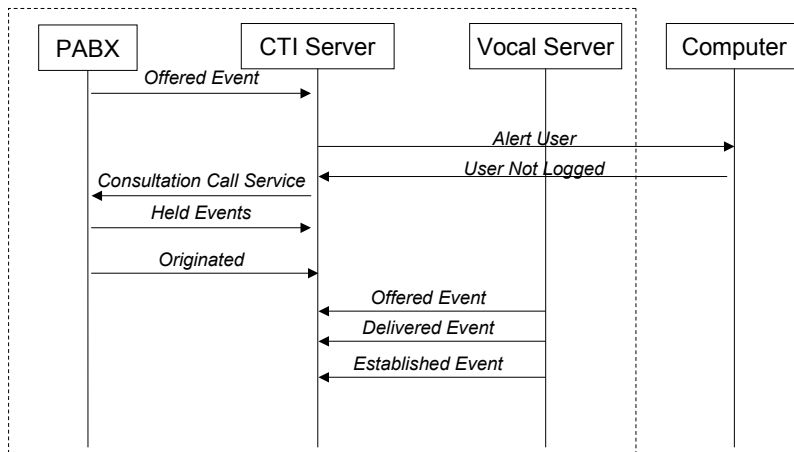 PABX
CTI Server
Vocal Server
Computer
Offered Event
Alert User
User Not Logged
Consultation Call Service
Held Events
Originated
Offered Event
Delivered Event
Established Event